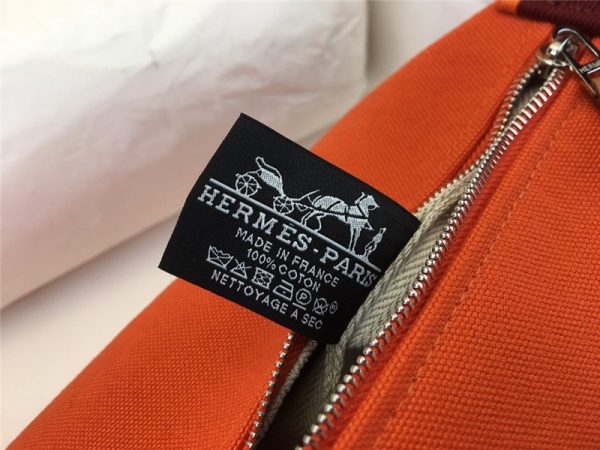 HERMES-PARIS
MADE IN FRANCE
100% COTON
NETTOYAGE A SEC